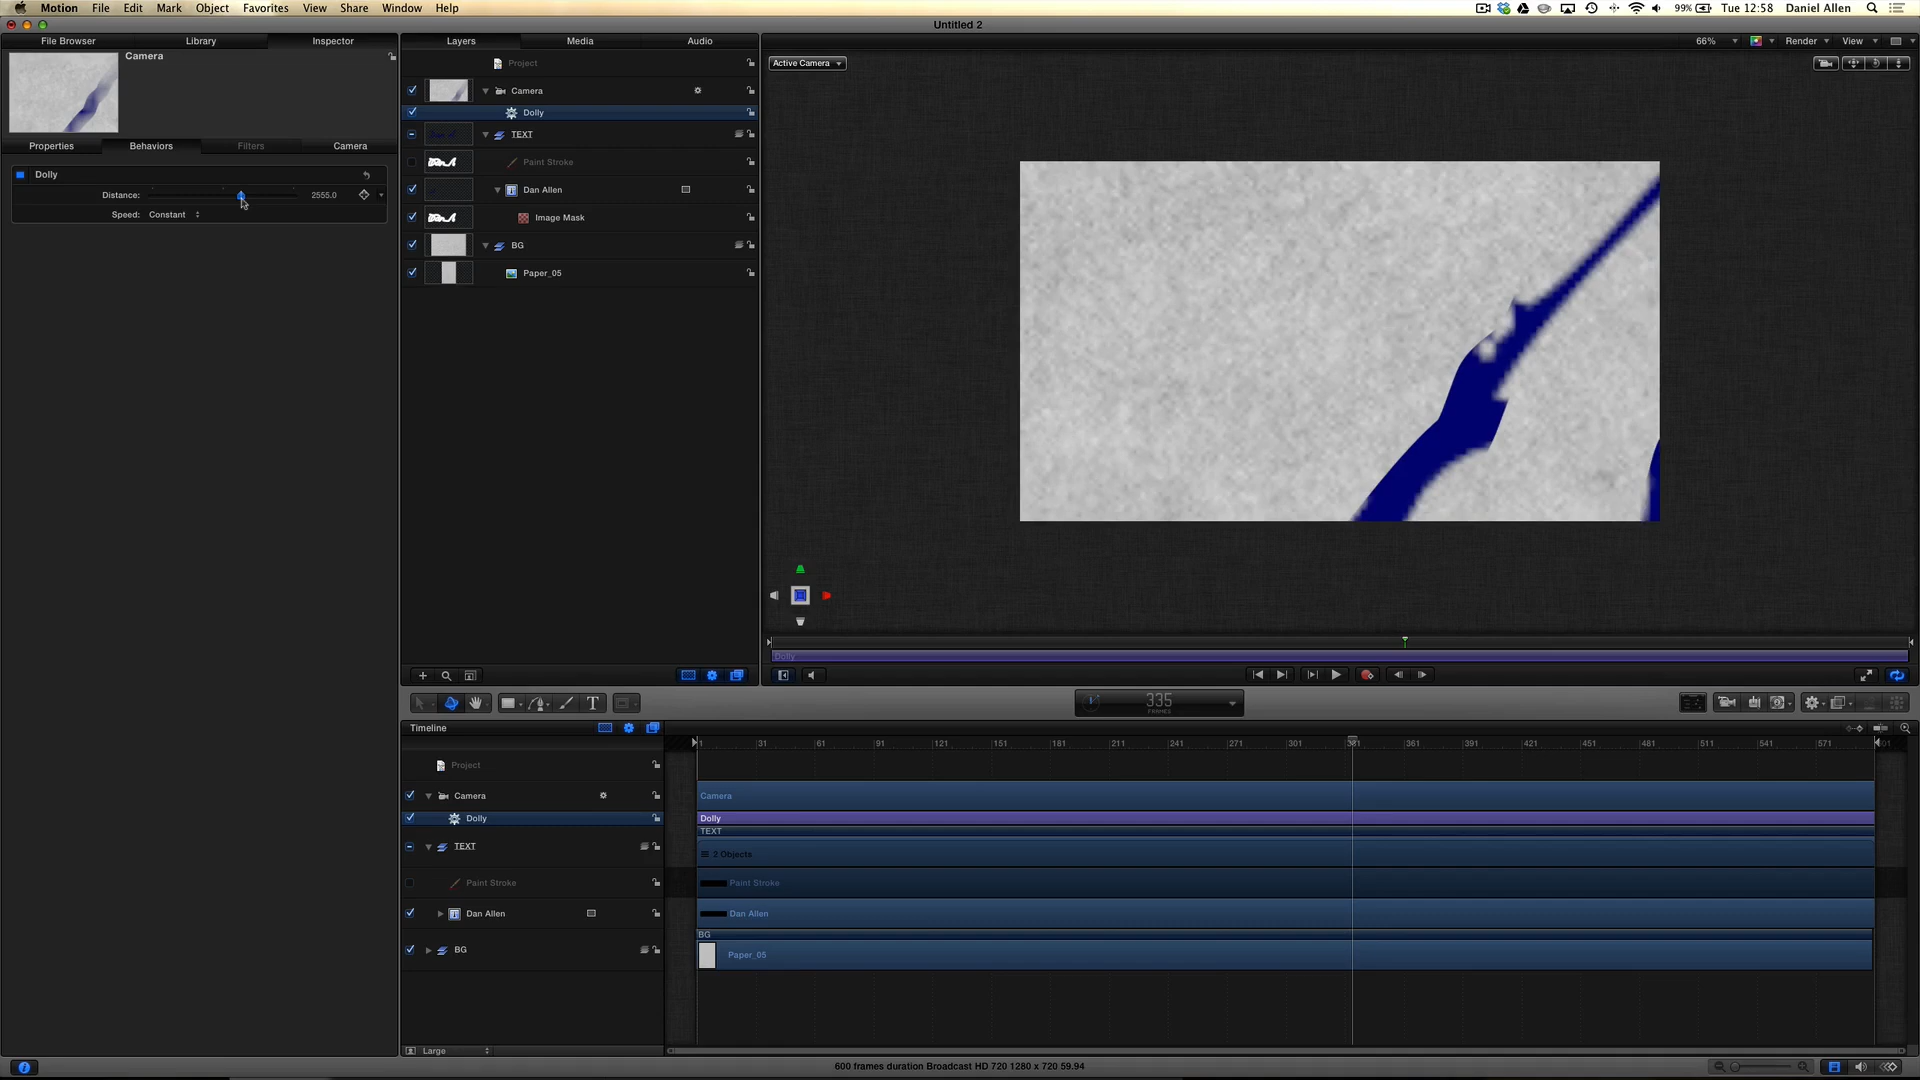 Motion File Edit Mark Object Favorites View Share Window Help 99% Tue 12:58 Daniel Allen
Untitled 2
File Browser Library Inspector Layers Media Audio 66% Render View
Camera
Project
Active Camera
Camera
Dolly
TEXT
Properties Behaviors Filters Camera
Paint Stroke
Dolly
Distance: 2555.0
Dan Allen
Speed: Constant
Image Mask
BG
Paper_05
Dolly
T
335
FRAMES
Timeline
1 31 61 91 121 151 181 211 241 271 301 331 361 391 421 451 481 511 541 571 601
Project
Camera Camera
Dolly Dolly
TEXT
TEXT
2 Objects
Paint Stroke Paint Stroke
Dan Allen Dan Allen
BG
BG
Paper_05
Large
600 frames duration Broadcast HD 720 1280 x 720 59.94